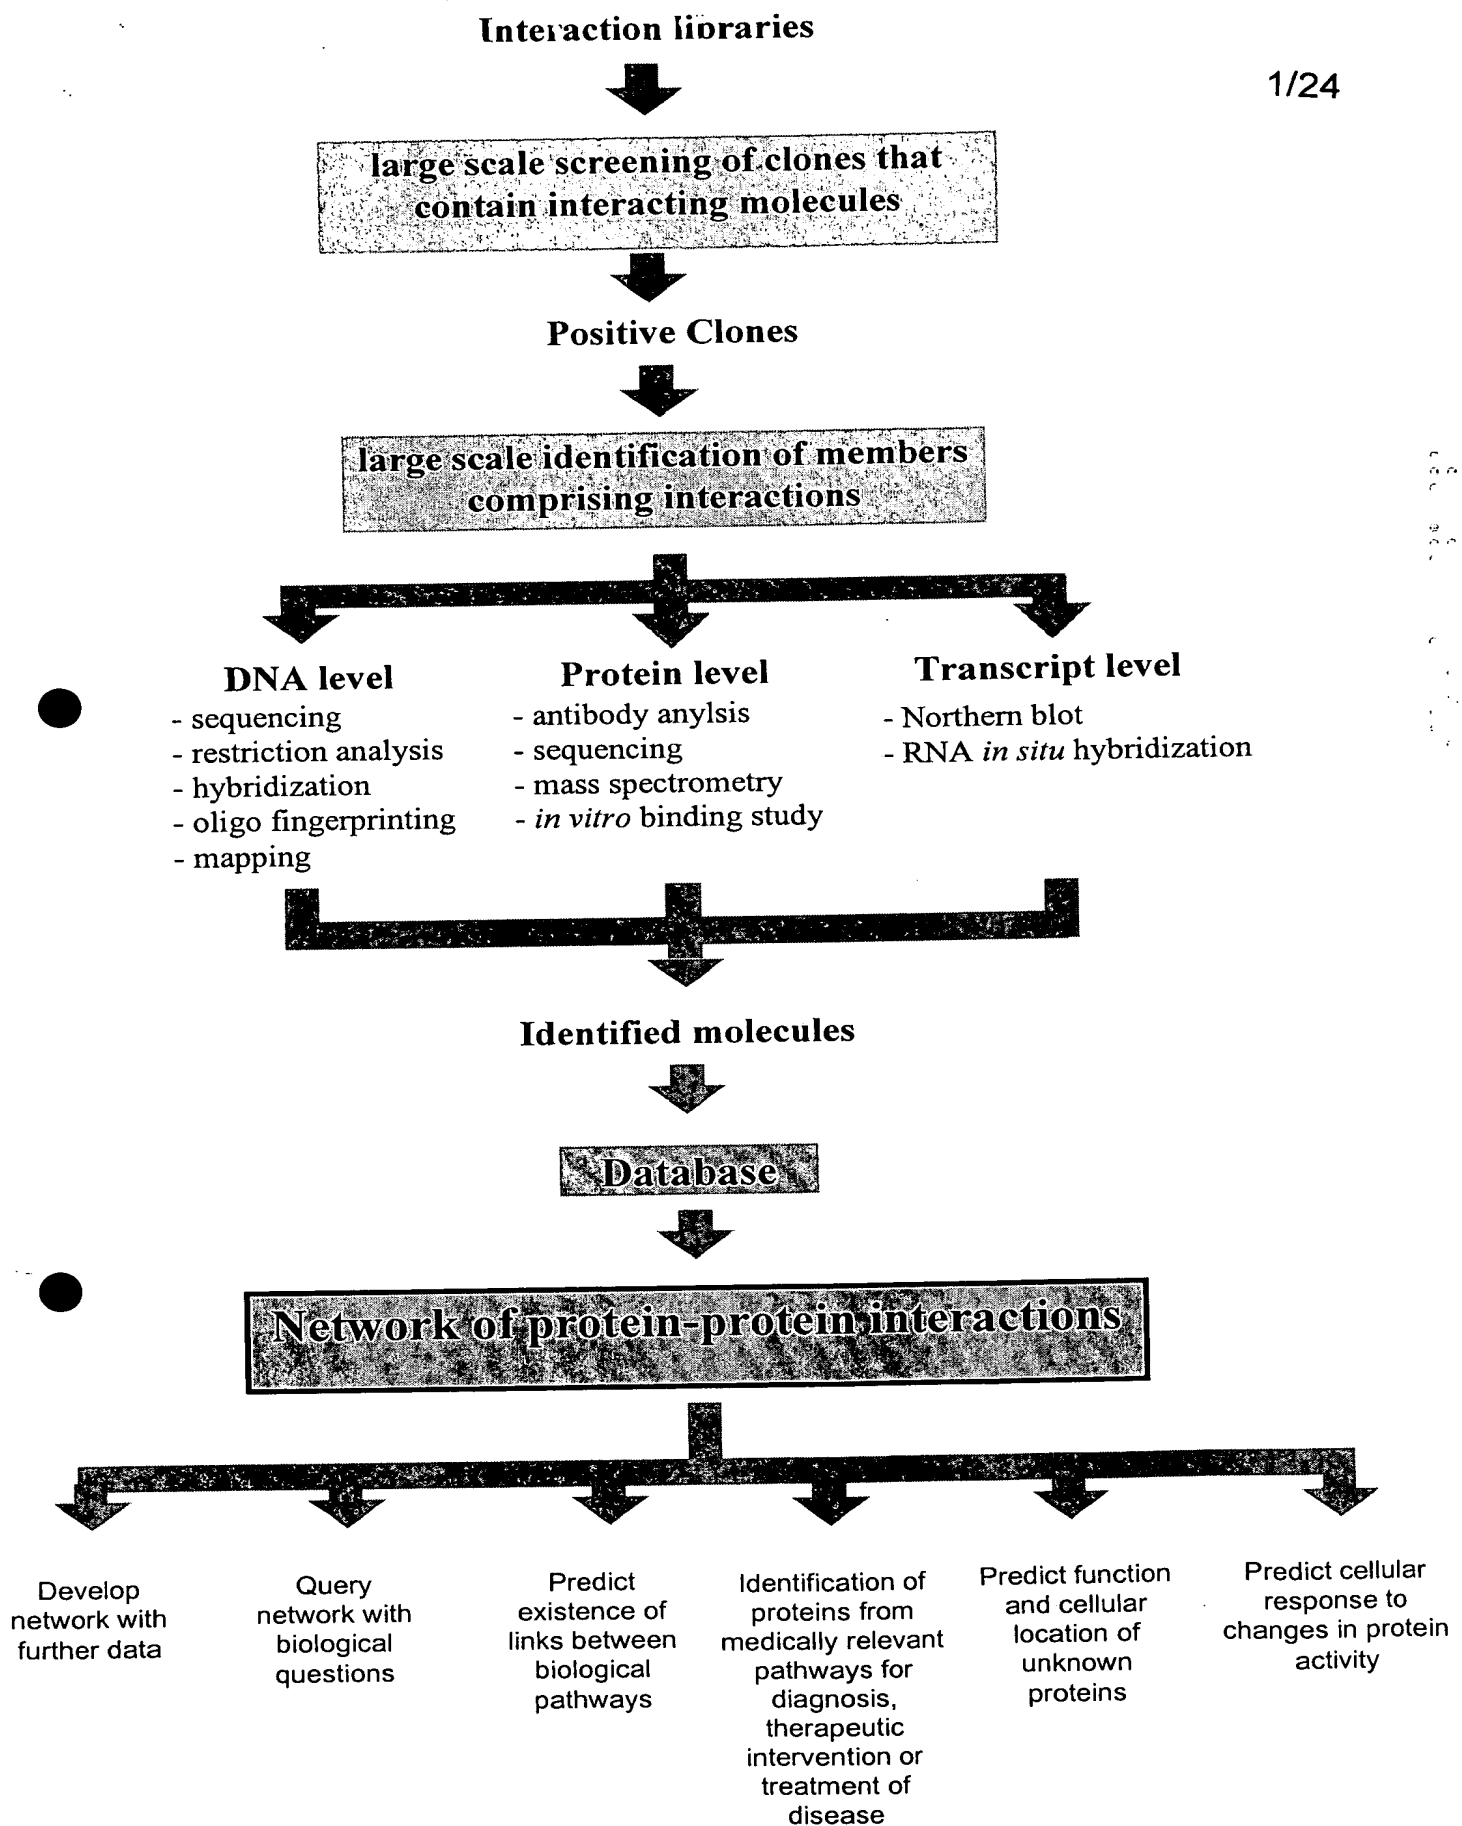 Interaction libraries
1/24
large scale screening of clones that
contain interacting molecules
Positive Clones
large scale identification of members
comprising interactions
DNA level
- sequencing
- restriction analysis
- hybridization
- oligo fingerprinting
- mapping
Protein level
- antibody anylsis
- sequencing
- mass spectrometry
- in vitro binding study
Transcript level
- Northern blot
- RNA in situ hybridization
Identified molecules
Database
Network of protein-protein interactions
Develop
network with
further data
Query
network with
biological
questions
Predict
existence of
links between
biological
pathways
Identification of
proteins from
medically relevant
pathways for
diagnosis,
therapeutic
intervention or
treatment of
disease
Predict function
and cellular
location of
unknown
proteins
Predict cellular
response to
changes in protein
activity